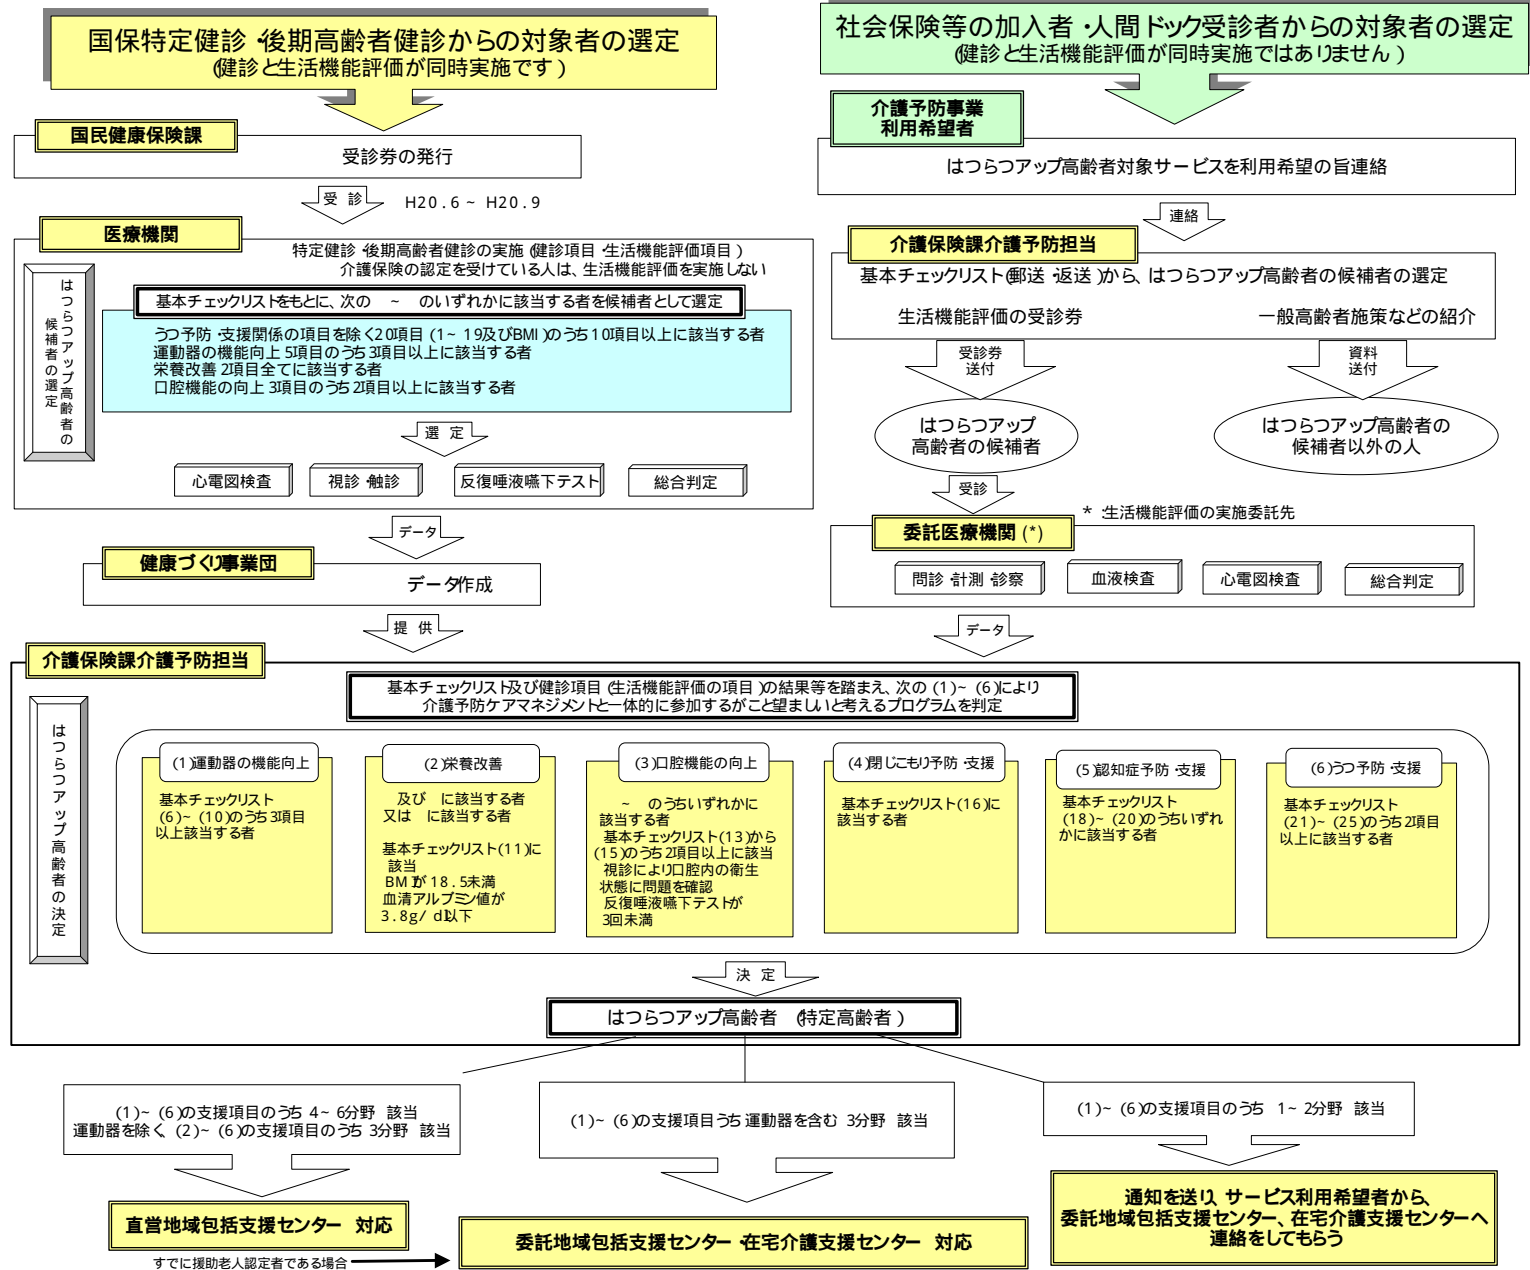 国保特定健診・後期高齢者健診からの対象者の選定
(健診と生活機能評価が同時実施です)
国民健康保険課
受診券の発行
受 診
H20.6~H20.9
医療機関
特定健診・後期高齢者健診の実施(健診項目・生活機能評価項目)
介護保険の認定を受けている人は、生活機能評価を実施しない
はつらつアップ高齢者の
候補者の選定
基本チェックリストをもとに、次の ~ のいずれかに該当する者を候補者として選定
うつ予防・支援関係の項目を除く20項目(1~19及びBMI)のうち10項目以上に該当する者
運動器の機能向上 5項目のうち3項目以上に該当する者
栄養改善 2項目全てに該当する者
口腔機能の向上 3項目のうち2項目以上に該当する者
選 定
心電図検査
視診・触診
反復唾液嚥下テスト
総合判定
データ
健康づくり事業団
データ作成
提 供
社会保険等の加入者・人間ドック受診者からの対象者の選定
(健診と生活機能評価が同時実施ではありません)
介護予防事業
利用希望者
はつらつアップ高齢者対象サービスを利用希望の旨連絡
連絡
介護保険課介護予防担当
基本チェックリスト(郵送・返送)から、はつらつアップ高齢者の候補者の選定
生活機能評価の受診券
一般高齢者施策などの紹介
受診券
送付
資料
送付
はつらつアップ
高齢者の候補者
はつらつアップ高齢者の
候補者以外の人
受診
*:生活機能評価の実施委託先
委託医療機関(*)
問診・計測・診察
血液検査
心電図検査
総合判定
データ
介護保険課介護予防担当
はつらつアップ高齢者の決定
基本チェックリスト及び健診項目(生活機能評価の項目)の結果等を踏まえ、次の(1)~(6)により
介護予防ケアマネジメントと一体的に参加するがこと望ましいと考えるプログラムを判定
(1)運動器の機能向上
基本チェックリスト
(6)~(10)のうち3項目
以上該当する者
(2)栄養改善
及び に該当する者
又は に該当する者
基本チェックリスト(11)に
該当
BMIが18.5未満
血清アルブミン値が
3.8g/dl以下
(3)口腔機能の向上
~ のうちいずれかに
該当する者
基本チェックリスト(13)から
(15)のうち2項目以上に該当
視診により口腔内の衛生
状態に問題を確認
反復唾液嚥下テストが
3回未満
(4)閉じこもり予防・支援
基本チェックリスト(16)に
該当する者
(5)認知症予防・支援
基本チェックリスト
(18)~(20)のうちいずれ
かに該当する者
(6)うつ予防・支援
基本チェックリスト
(21)~(25)のうち2項目
以上に該当する者
決 定
はつらつアップ高齢者 (特定高齢者)
(1)~(6)の支援項目のうち 4~6分野 該当
運動器を除く、(2)~(6)の支援項目のうち 3分野 該当
(1)~(6)の支援項目うち運動器を含む 3分野 該当
(1)~(6)の支援項目のうち 1~2分野 該当
直営地域包括支援センター 対応
すでに援助老人認定者である場合
委託地域包括支援センター・在宅介護支援センター 対応
通知を送り、サービス利用希望者から、
委託地域包括支援センター、在宅介護支援センターへ
連絡をしてもらう